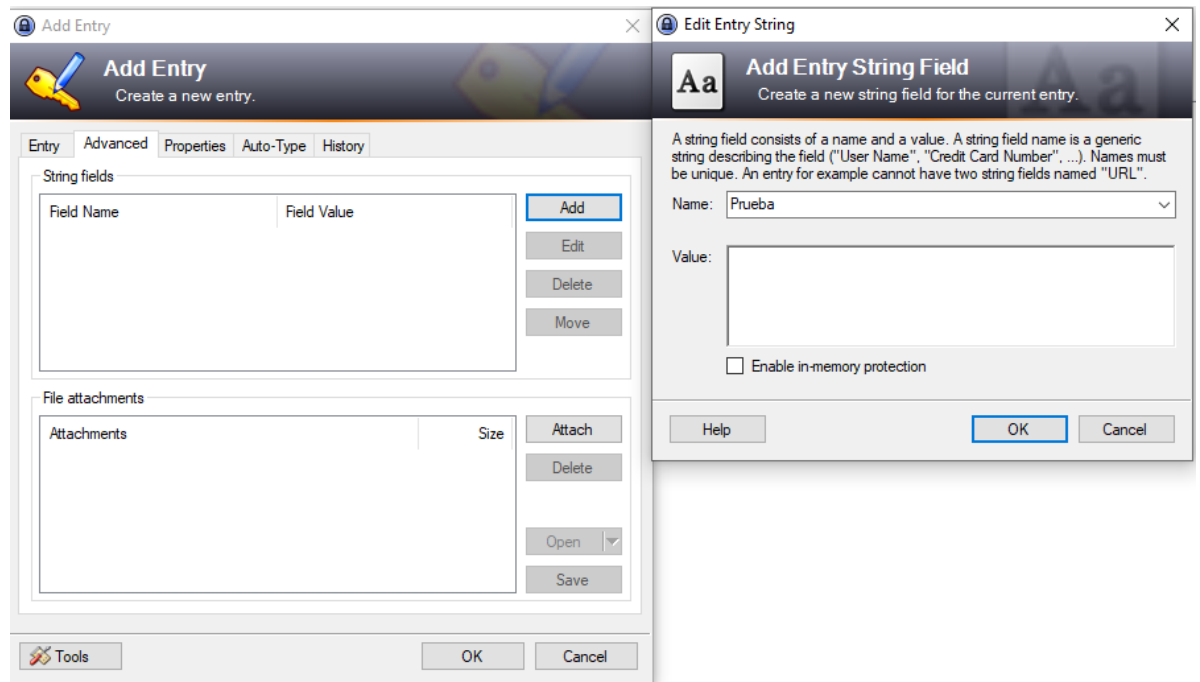 Add Entry
Add Entry
Create a new entry.
Entry Advanced Properties Auto-Type History
String fields
Field Name Field Value
Add
Edit
Delete
Move
File attachments
Attachments Size
Attach
Delete
Open
Save
Tools OK Cancel
Edit Entry String
Aa
Add Entry String Field
Create a new string field for the current entry.
A string field consists of a name and a value. A string field name is a generic
string describing the field ("User Name", "Credit Card Number", ...). Names must
be unique. An entry for example cannot have two string fields named "URL".
Name: Prueba
Value:
Enable in-memory protection
Help OK Cancel